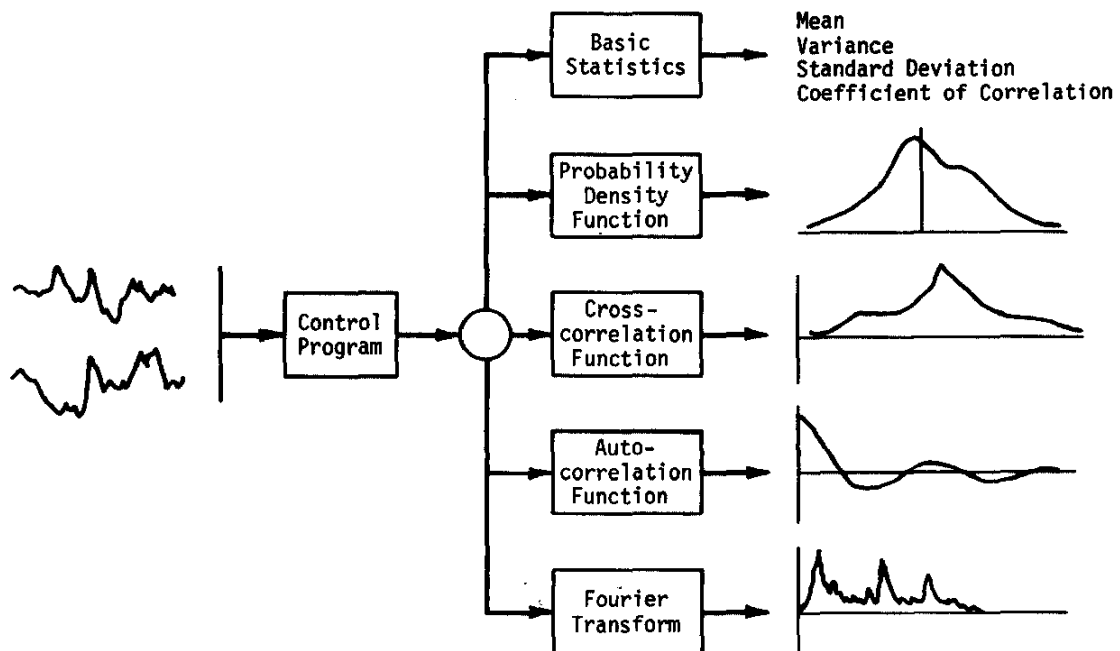 Basic
Statistics
Mean
Variance
Standard Deviation
Coefficient of Correlation
Probability
Density
Function
Control
Program
Cross-
correlation
Function
Auto-
correlation
Function
Fourier
Transform